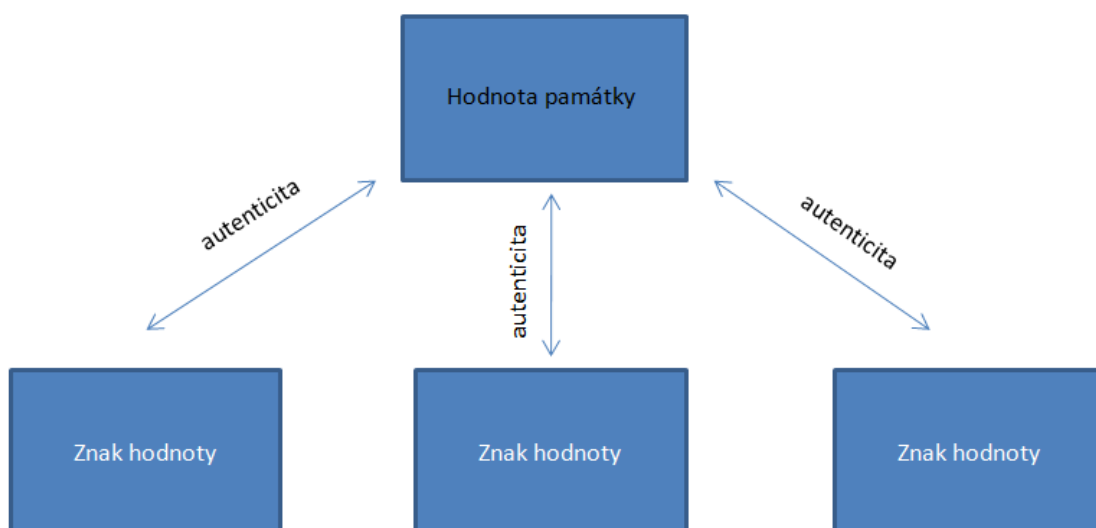 Hodnota památky
autenticita
autenticita
autenticita
Znak hodnoty
Znak hodnoty
Znak hodnoty